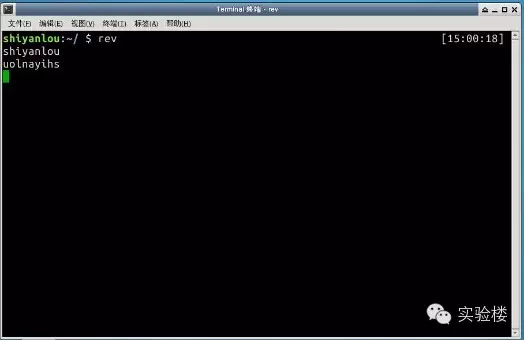 Terminal 终端 - rev
文件(F) 编辑(E) 视图(V) 终端(T) 标签(A) 帮助(H)
shiyanlou:~/ $ rev [15:00:18]
shiyanlou
uolnayihs
实验楼